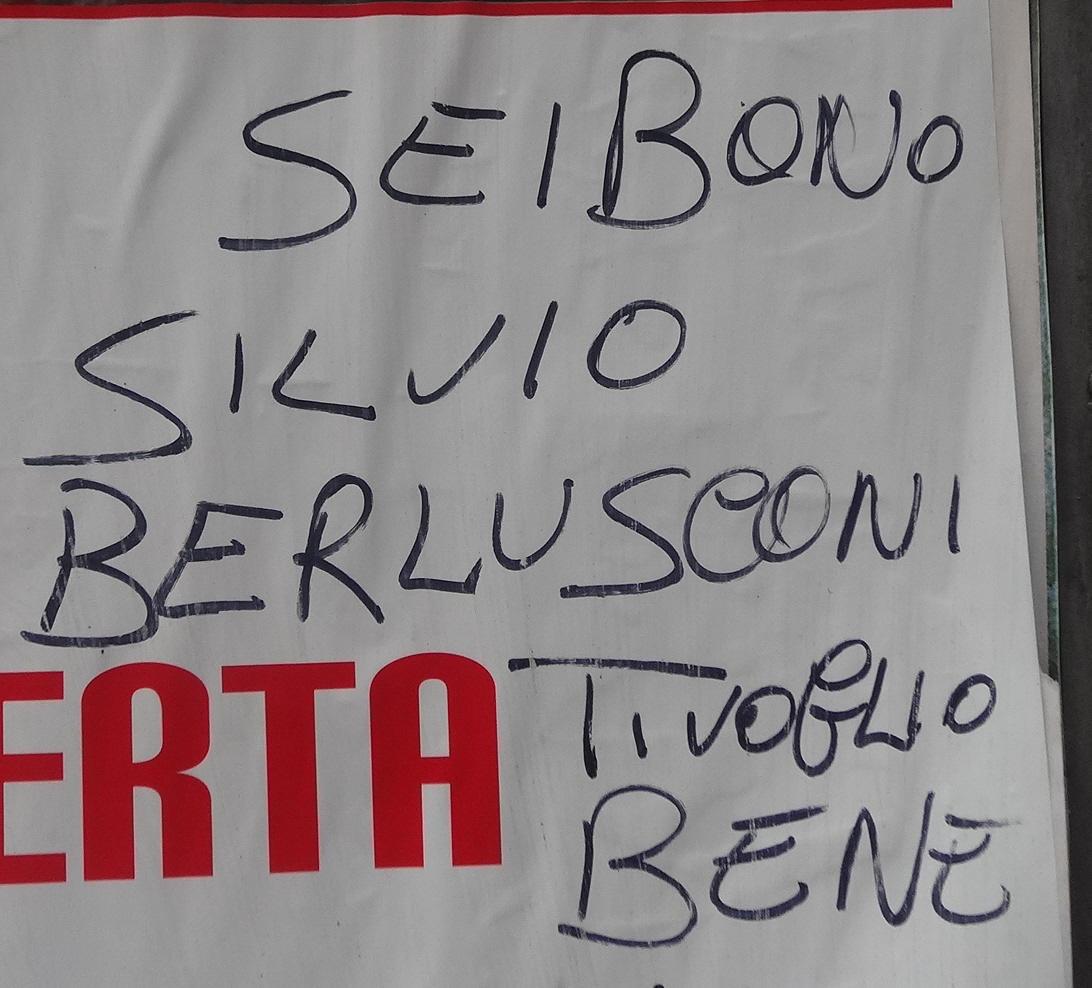 SEI BONO
SILVIO
BERLUSCONI
ERTA TI VOGLIO
BENE